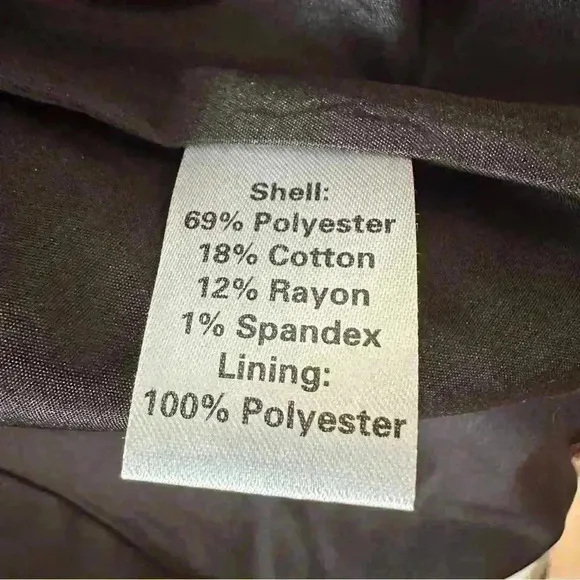 Shell:
69% Polyester
18% Cotton
12% Rayon
1% Spandex
Lining:
100% Polyester